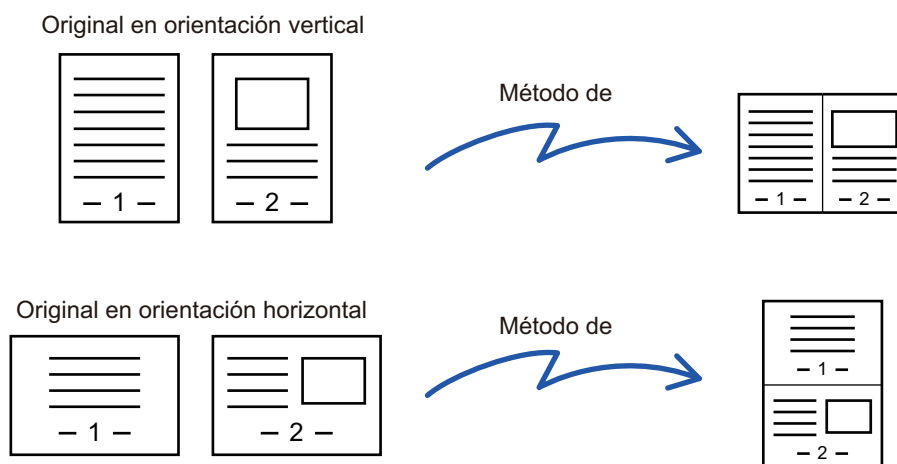 Original en orientación vertical
Método de
– 1 –
– 2 –
– 1 –
– 2 –
Original en orientación horizontal
Método de
– 1 –
– 2 –
– 1 –
– 2 –